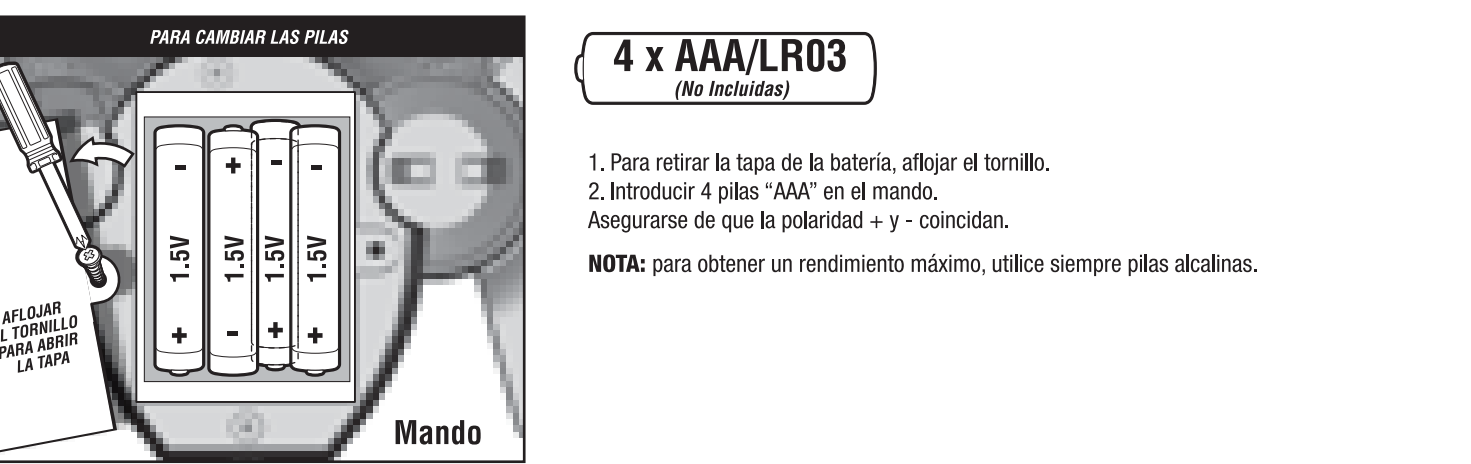 PARA CAMBIAR LAS PILAS
4 x AAA/LR03
(No Incluidas)
1. Para retirar la tapa de la batería, aflojar el tornillo.
2. Introducir 4 pilas “AAA” en el mando.
Asegurarse de que la polaridad + y - coincidan.
NOTA: para obtener un rendimiento máximo, utilice siempre pilas alcalinas.
- + - -
1.5V 1.5V 1.5V 1.5V
+ - + +
AFLOJAR
L TORNILLO
PARA ABRIR
LA TAPA
Mando